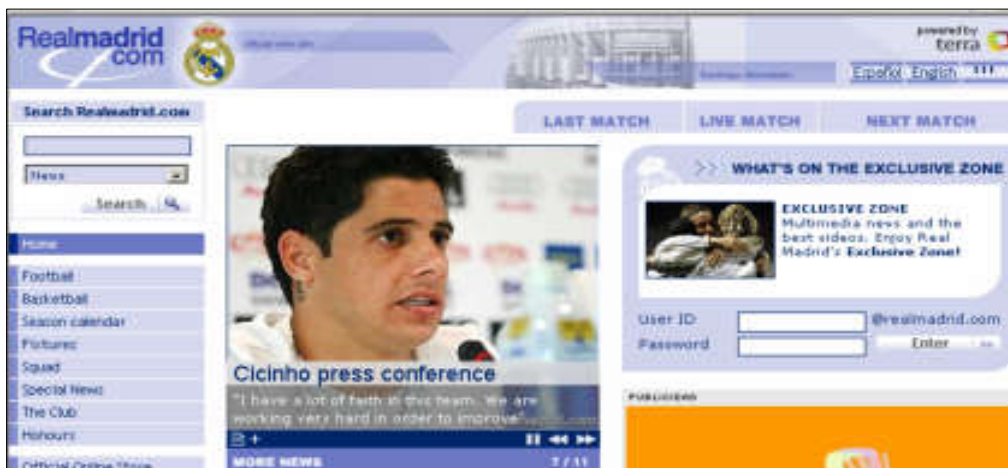 Realmadrid
com
powered by
terra
Español English
Search Realmadrid.com
News
Search
Home
Football
Basketball
Season calendar
Pictures
Squad
Special News
The Club
Honours
Official Online Store
LAST MATCH
LIVE MATCH
NEXT MATCH
Cicinho press conference
"I have a lot of faith in this team. We are
working very hard in order to improve"
MORE NEWS
7 / 11
>> WHAT'S ON THE EXCLUSIVE ZONE
EXCLUSIVE ZONE
Multimedia news and the
best videos. Enjoy Real
Madrid's Exclusive Zone!
User ID @realmadrid.com
Password Enter >>
PUBLICIDAD